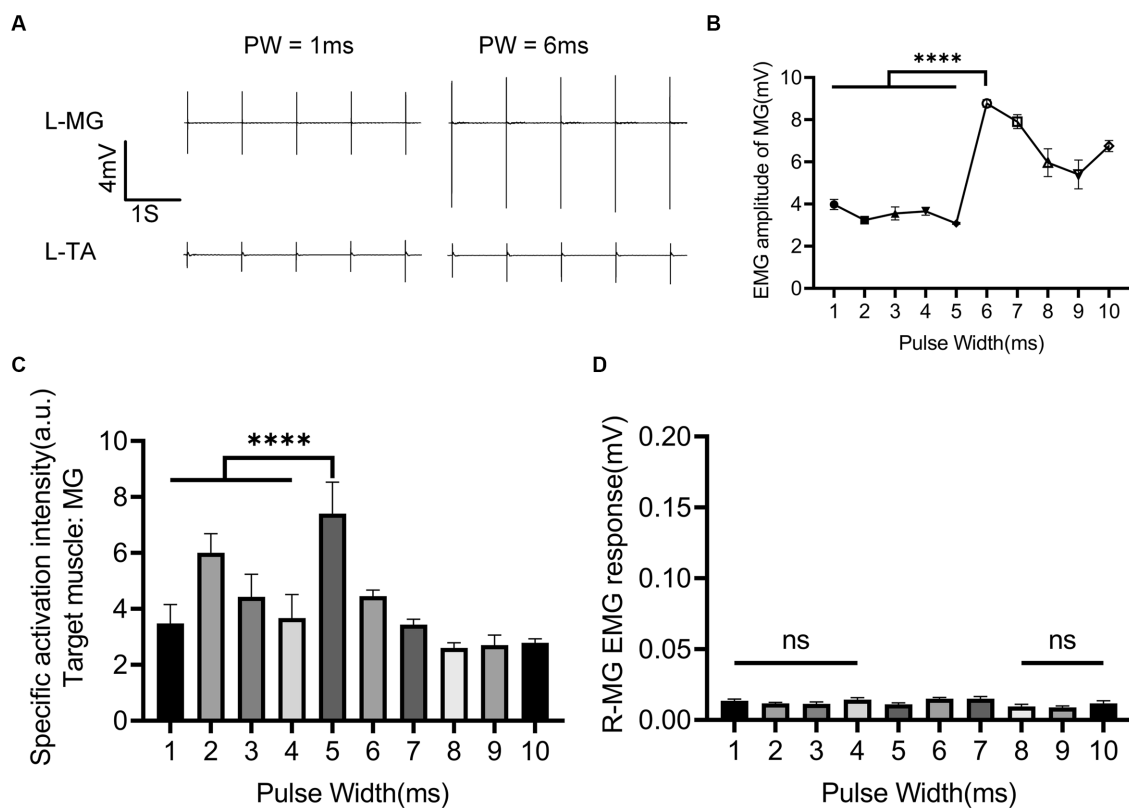 A
PW = 1ms
PW = 6ms
L-MG
4mV
1S
L-TA
B
****
EMG amplitude of MG(mV)
10
8
6
4
2
0
1 2 3 4 5 6 7 8 9 10
Pulse Width(ms)
C
****
Specific activation intensity(a.u.)
Target muscle: MG
10
8
6
4
2
0
1 2 3 4 5 6 7 8 9 10
Pulse Width(ms)
D
R-MG EMG response(mV)
0.20
0.15
0.10
0.05
0.00
ns
ns
1 2 3 4 5 6 7 8 9 10
Pulse Width(ms)